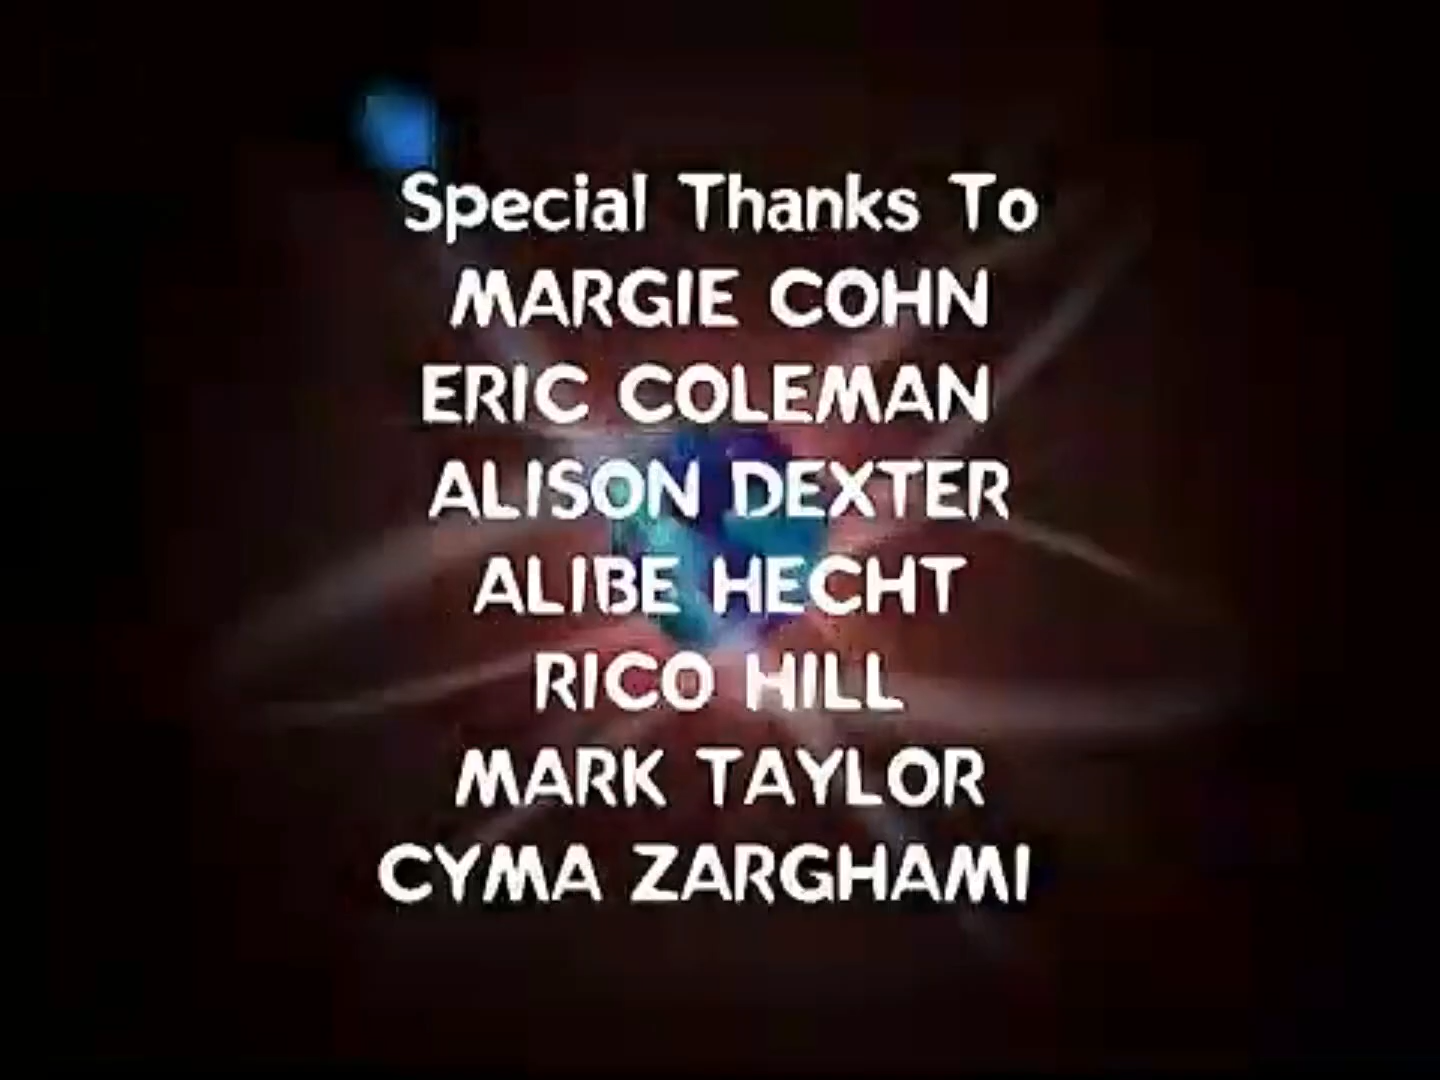 Special Thanks To
MARGIE COHN
ERIC COLEMAN
ALISON DEXTER
ALIBE HECHT
RICO HILL
MARK TAYLOR
CYMA ZARGHAMI